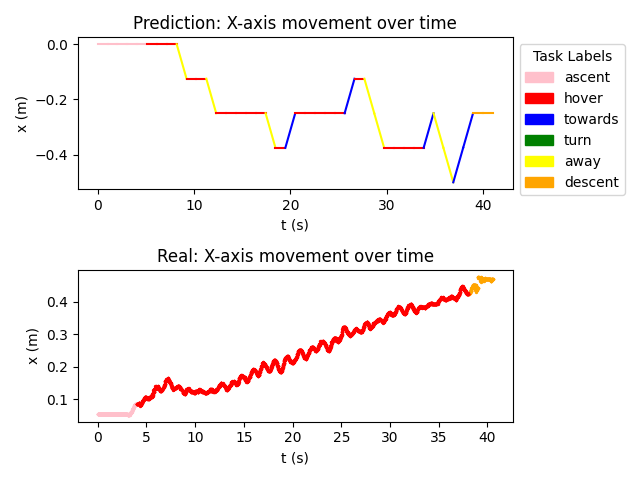 Prediction: X-axis movement over time
0.0
−0.2
−0.4
x (m)
0 10 20 30 40
t (s)
Task Labels
ascent
hover
towards
turn
away
descent
Real: X-axis movement over time
0.4
0.3
0.2
0.1
x (m)
0 5 10 15 20 25 30 35 40
t (s)